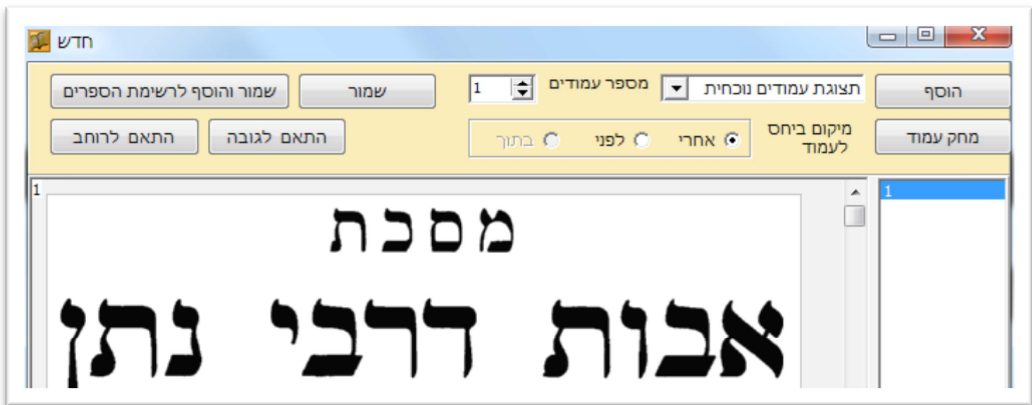 חדש
הוסף תצוגת עמודים נוכחית מספר עמודים 1 שמור שמור והוסף לרשימת הספרים
מחק עמוד מיקום ביחס לעמוד אחרי לפני בתוך התאם לגובה התאם לרוחב
1
1
מסכת
אבות דרבי נתן